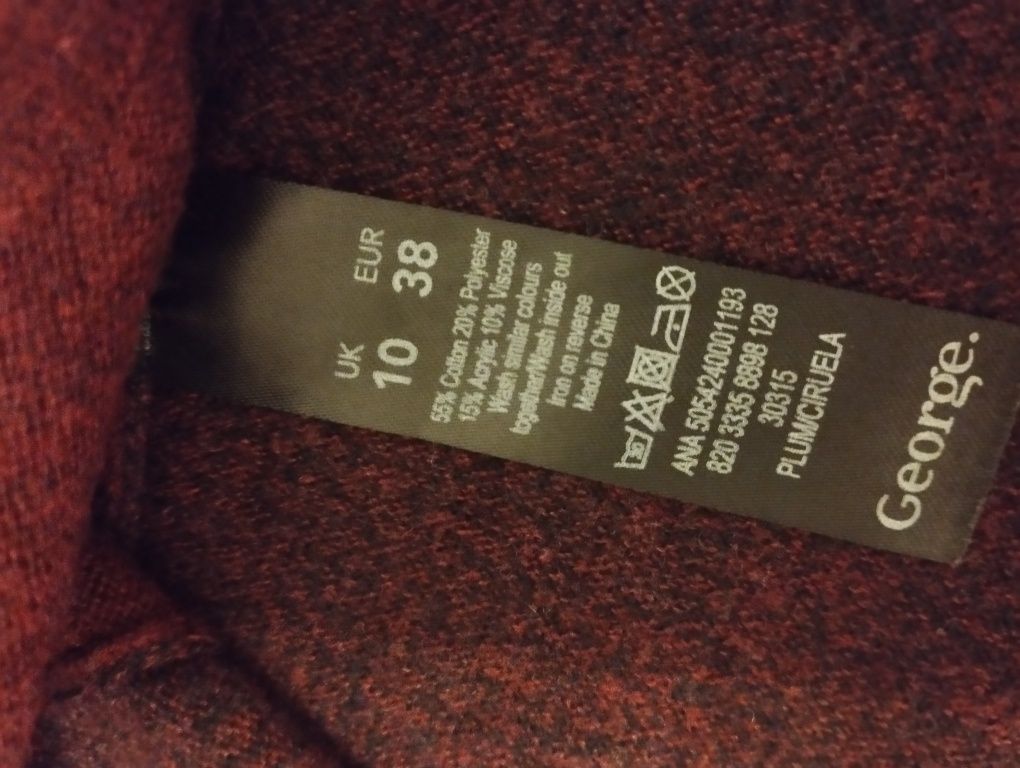 UK EUR
10 38
55% Cotton 20% Polyester
15% Acrylic 10% Viscose
Wash similar colours
together/Wash inside out
Iron on reverse
Made in China
30
ANA 5054240001193
820 3335 8898 128
30315
PLUM/CIRUELA
George.